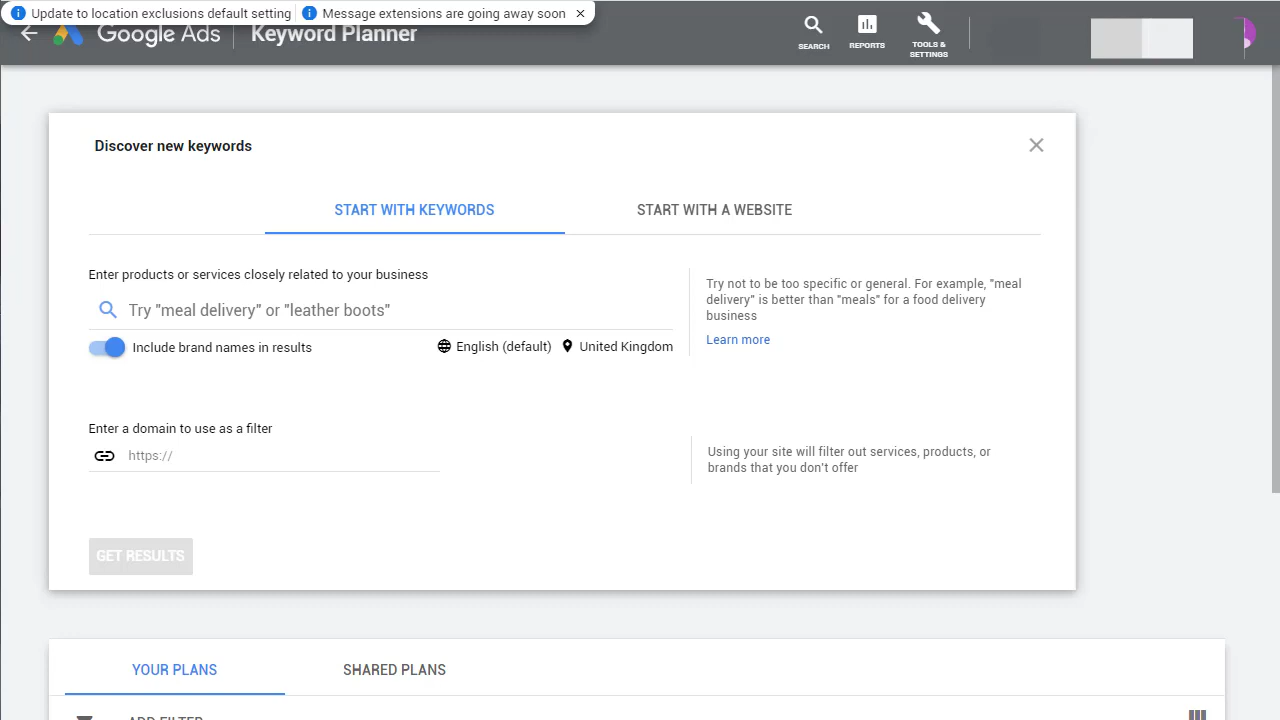 Update to location exclusions default setting
Message extensions are going away soon
Google Ads
Keyword Planner
SEARCH
REPORTS
TOOLS &
SETTINGS
Discover new keywords
START WITH KEYWORDS
START WITH A WEBSITE
Enter products or services closely related to your business
Try "meal delivery" or "leather boots"
Include brand names in results
English (default)
United Kingdom
Try not to be too specific or general. For example, "meal
delivery" is better than "meals" for a food delivery
business
Learn more
Enter a domain to use as a filter
https://
Using your site will filter out services, products, or
brands that you don't offer
GET RESULTS
YOUR PLANS
SHARED PLANS
ADD FILTER